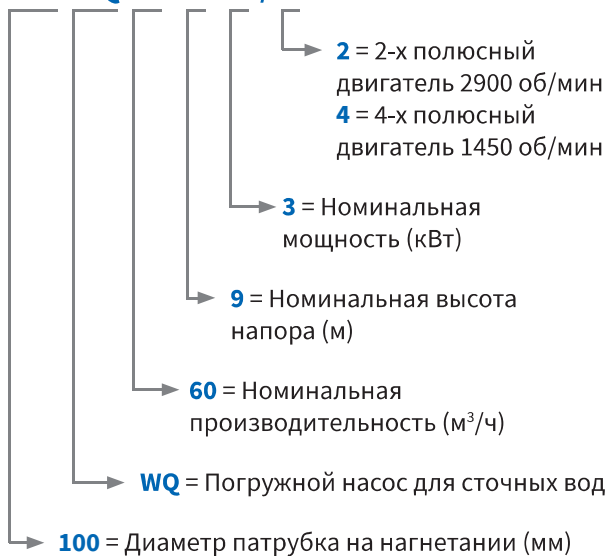 2 = 2-х полюсный
двигатель 2900 об/мин
4 = 4-х полюсный
двигатель 1450 об/мин
3 = Номинальная
мощность (кВт)
9 = Номинальная высота
напора (м)
60 = Номинальная
производительность (м³/ч)
WQ = Погружной насос для сточных вод
100 = Диаметр патрубка на нагнетании (мм)